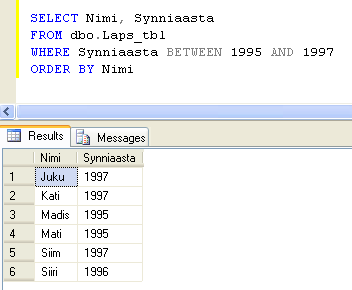 SELECT Nimi, Synniaasta
FROM dbo.Laps_tbl
WHERE Synniaasta BETWEEN 1995 AND 1997
ORDER BY Nimi
Results Messages
Nimi Synniaasta
1 Juku 1997
2 Kati 1997
3 Madis 1995
4 Mati 1995
5 Siim 1997
6 Siiri 1996